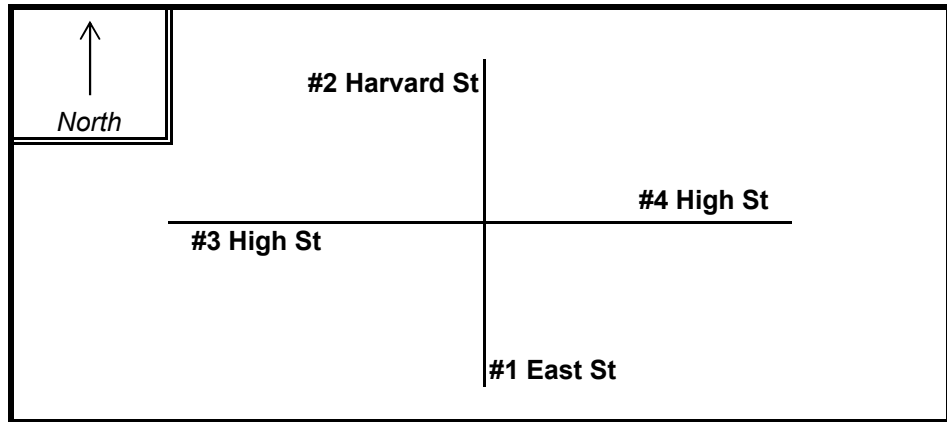 North
#2 Harvard St
#4 High St
#3 High St
#1 East St